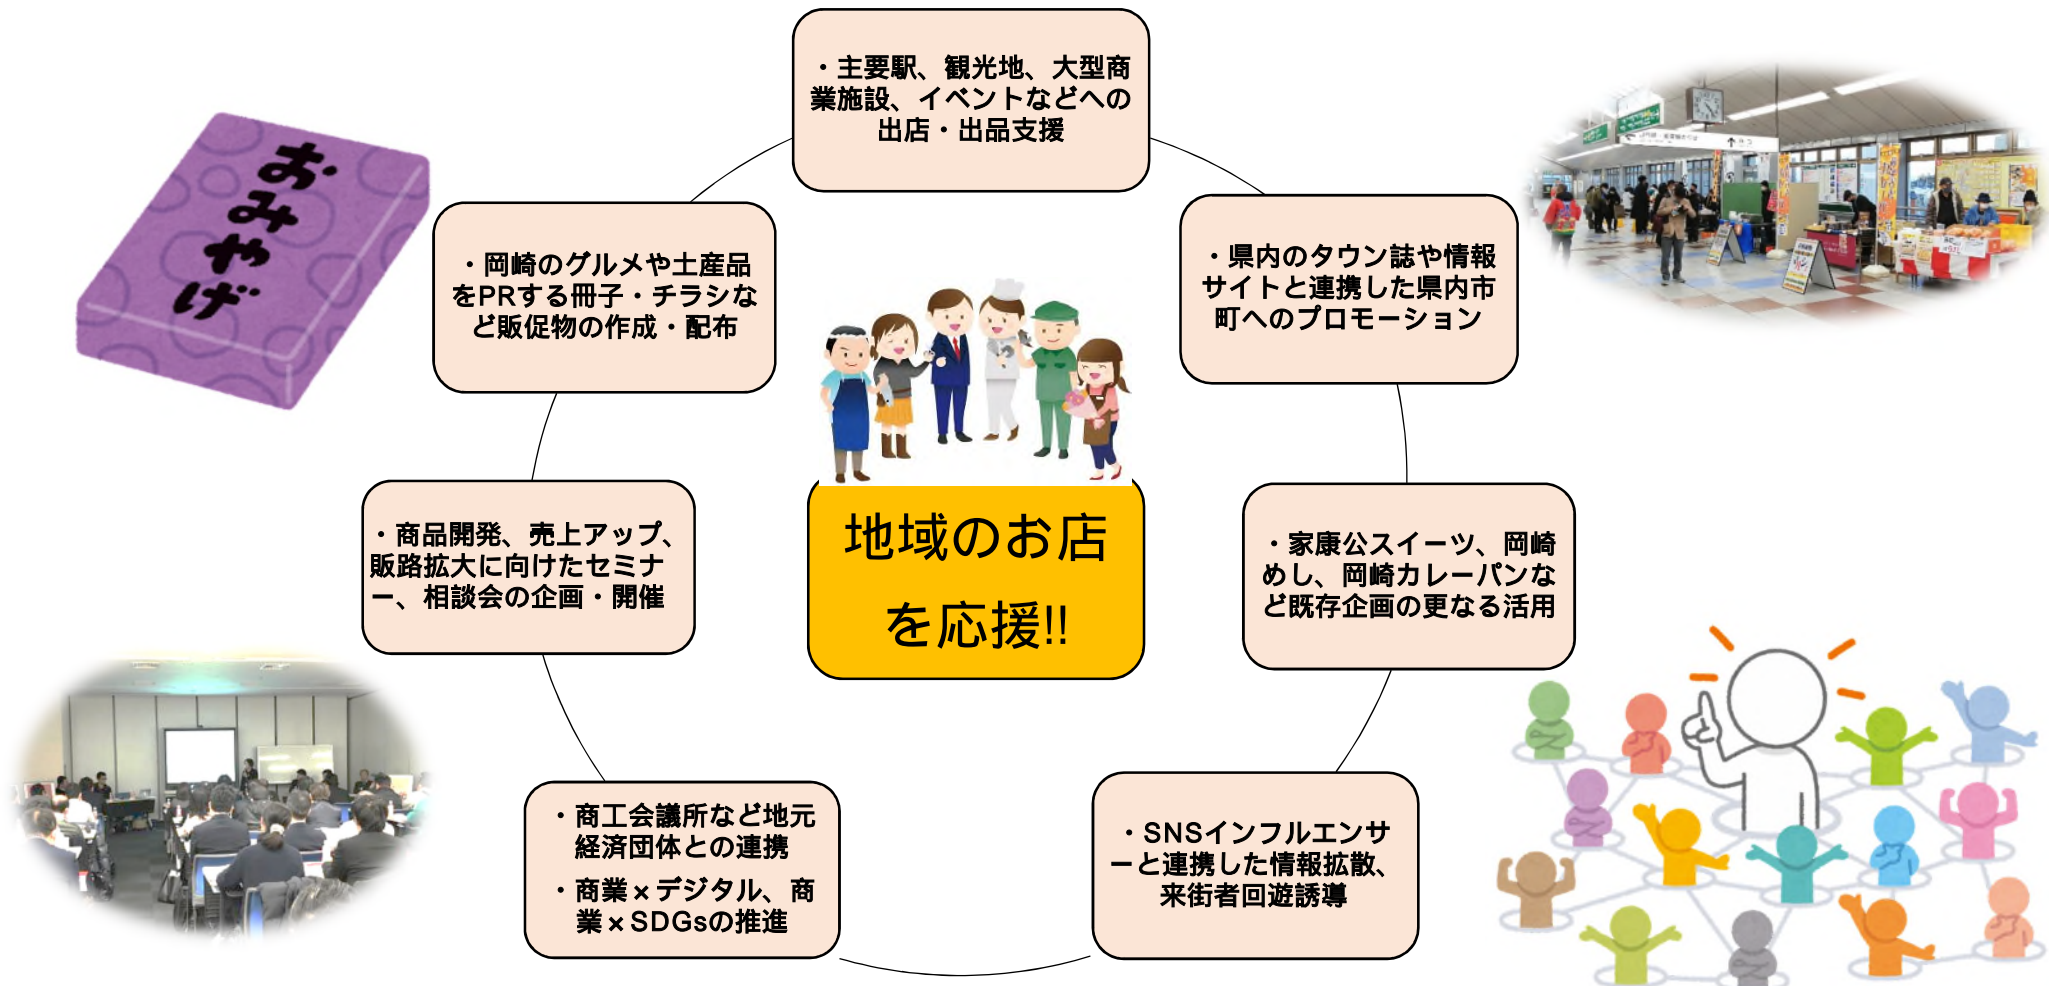 ・主要駅、観光地、大型商
業施設、イベントなどへの
出店・出品支援
・県内のタウン誌や情報
サイトと連携した県内市
町へのプロモーション
・家康公スイーツ、岡崎
めし、岡崎カレーパンな
ど既存企画の更なる活用
・SNSインフルエンサ
ーと連携した情報拡散、
来街者回遊誘導
・商工会議所など地元
経済団体との連携
・商業×デジタル、商
業×SDGsの推進
・商品開発、売上アップ、
販路拡大に向けたセミナ
ー、相談会の企画・開催
・岡崎のグルメや土産品
をPRする冊子・チラシな
ど販促物の作成・配布
地域のお店
を応援!!
おみやげ